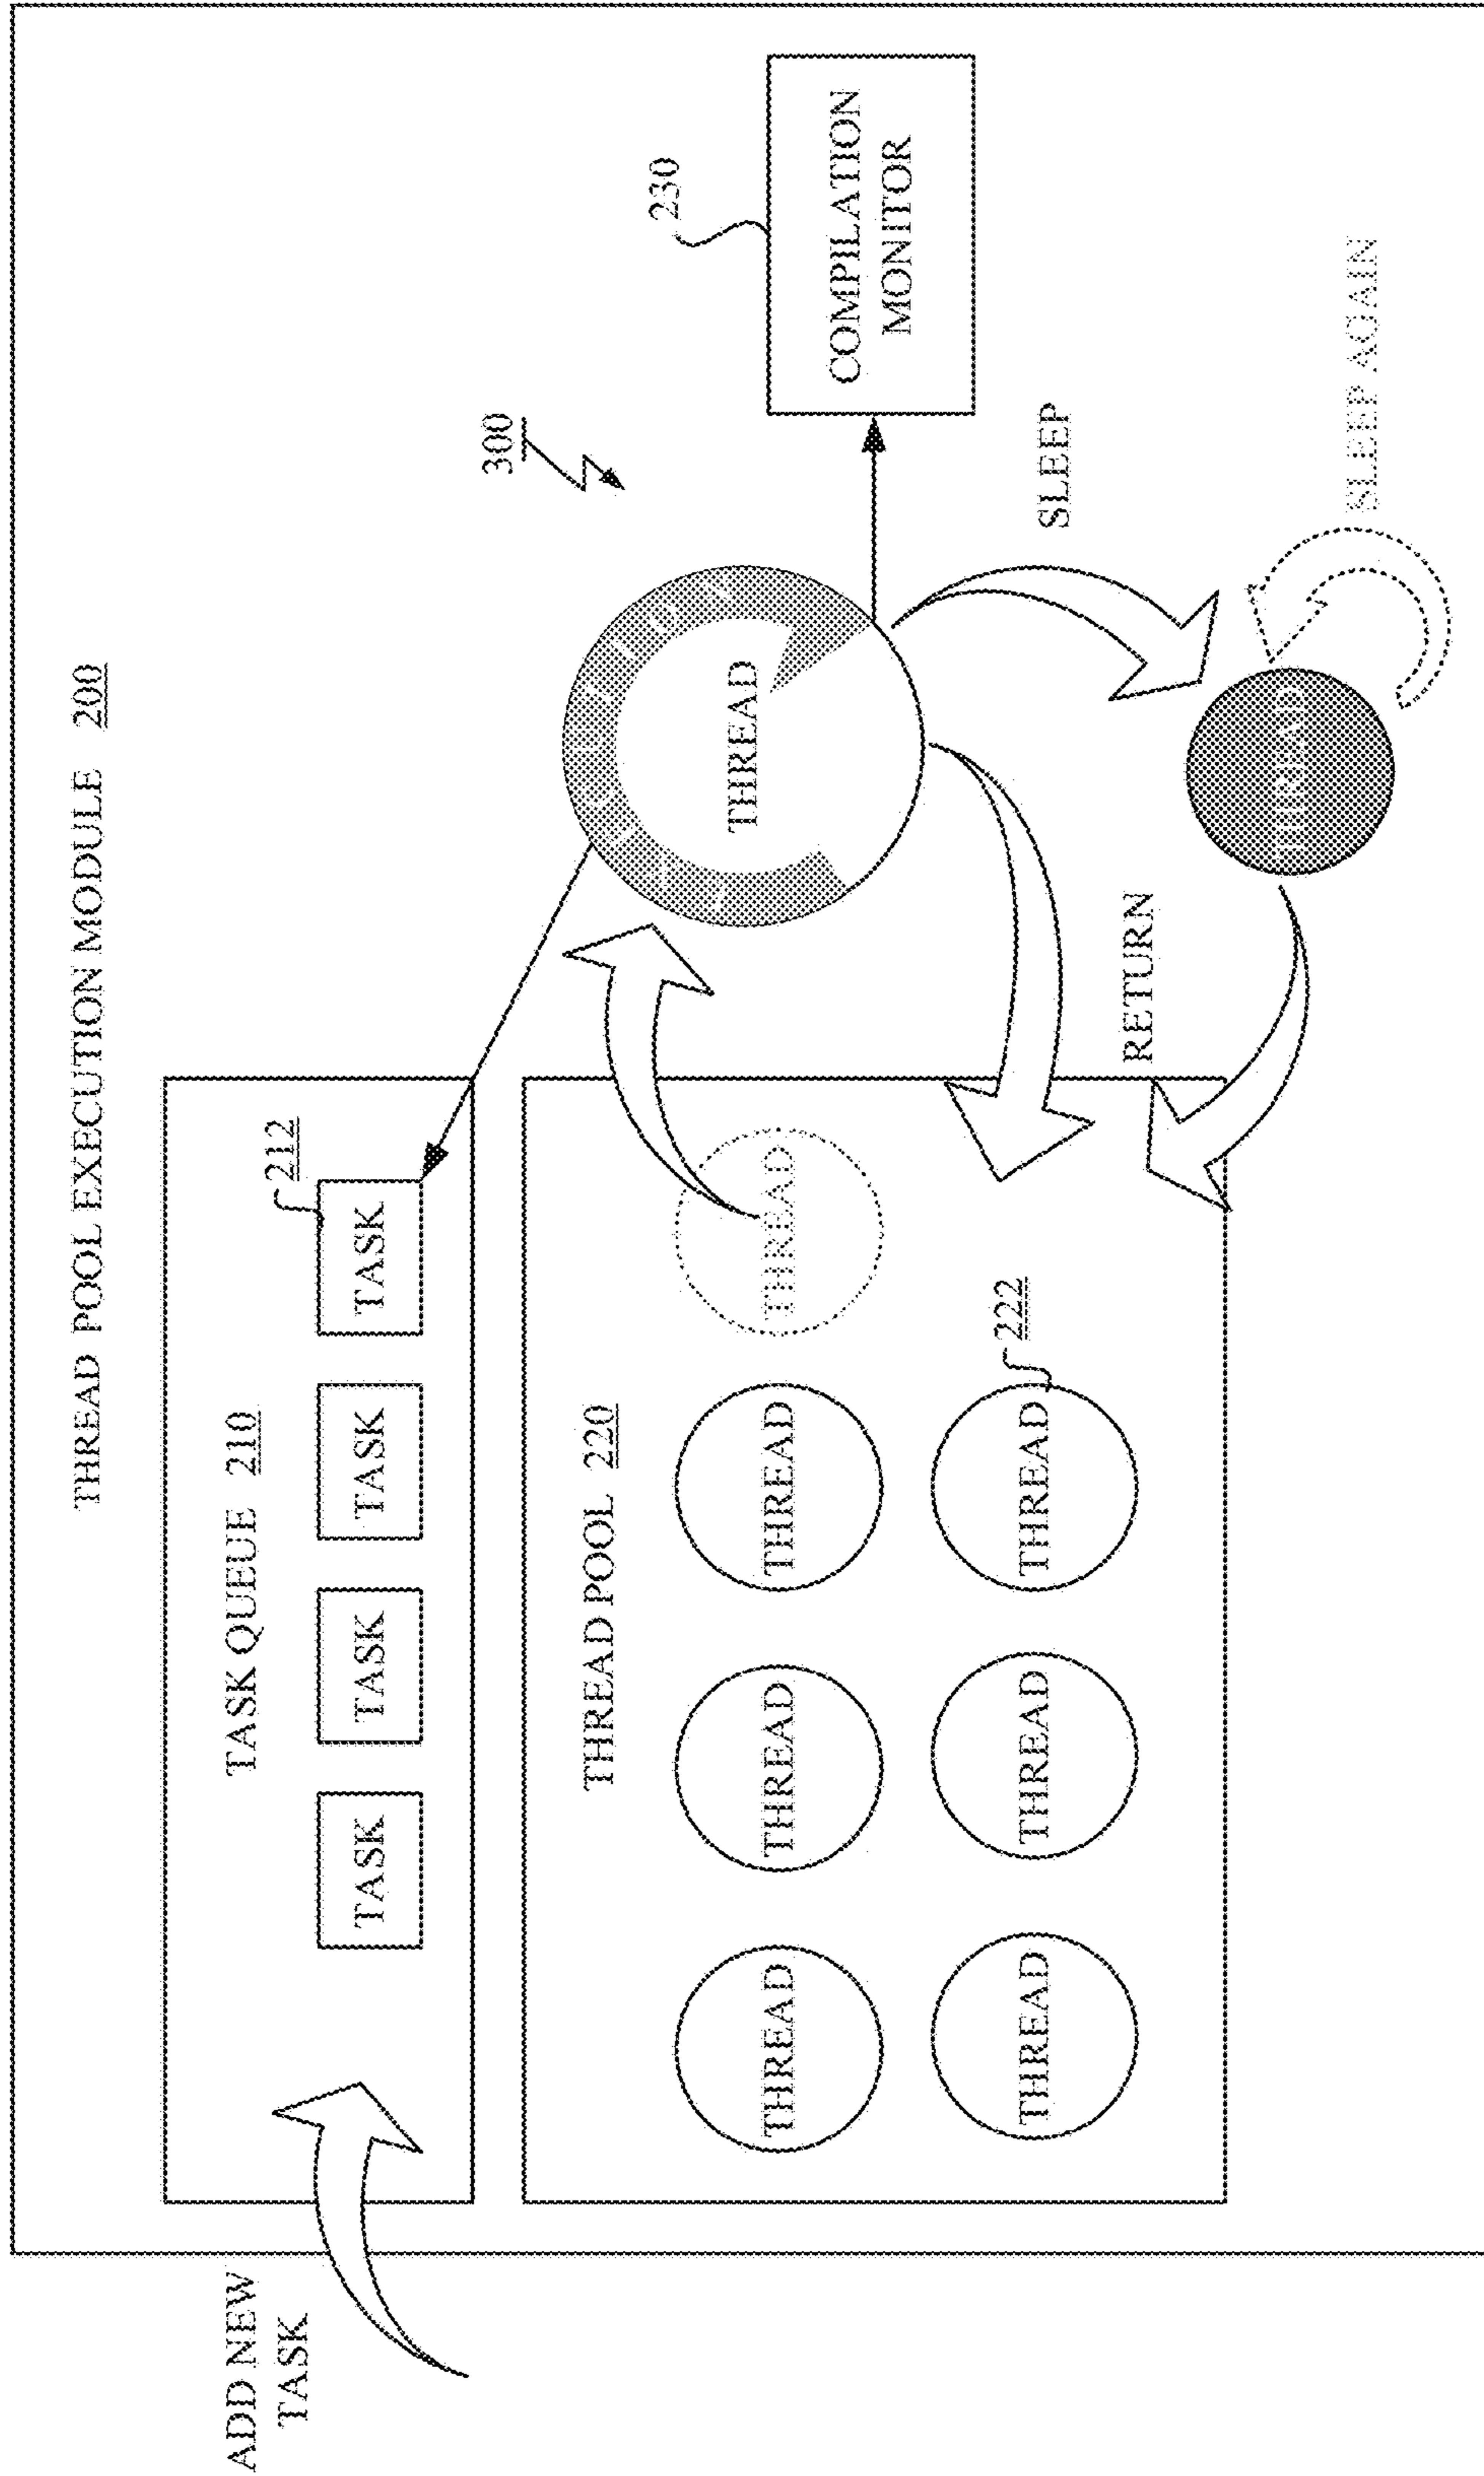 THREAD POOL EXECUTION MODULE 200
ADD NEW
TASK
TASK QUEUE 210
212
TASK
TASK
TASK
TASK
THREAD POOL 220
THREAD
THREAD
THREAD
THREAD
THREAD
THREAD
THREAD
222
300
THREAD
230
COMPILATION
MONITOR
SLEEP
RETURN
THREAD
SLEEP AGAIN